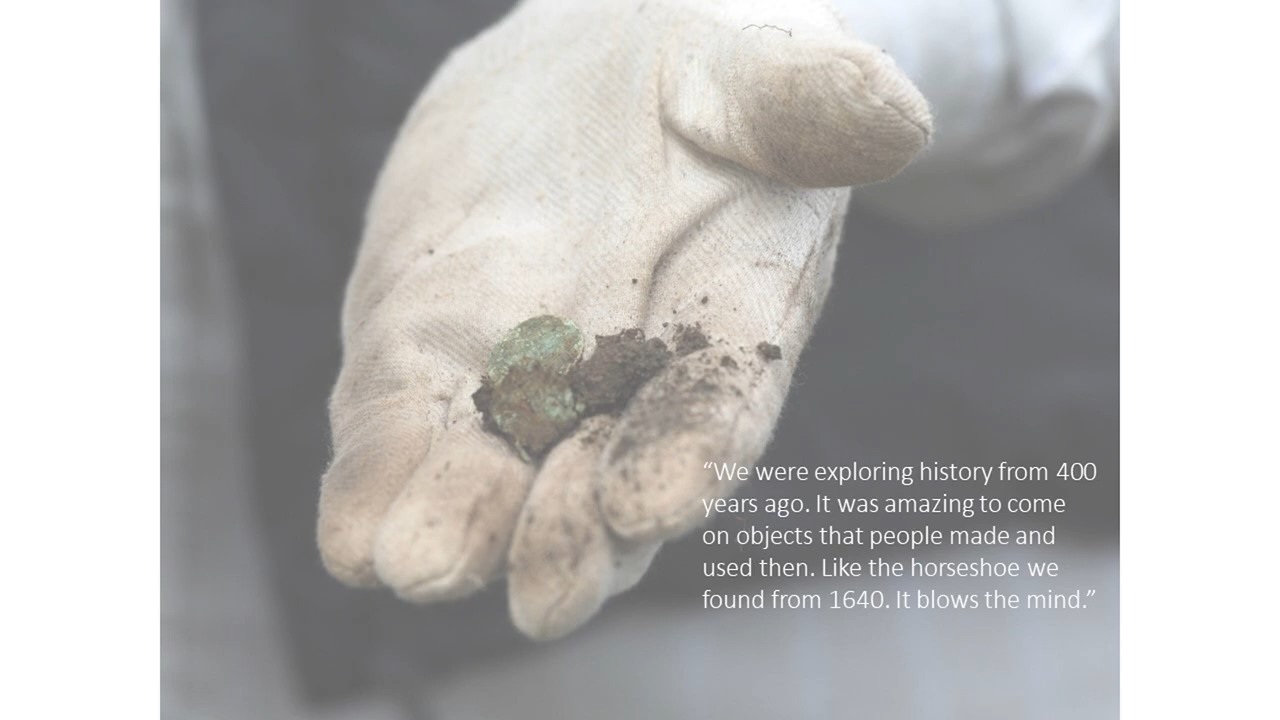 “We were exploring history from 400
years ago. It was amazing to come
on objects that people made and
used then. Like the horseshoe we
found from 1640. It blows the mind.”